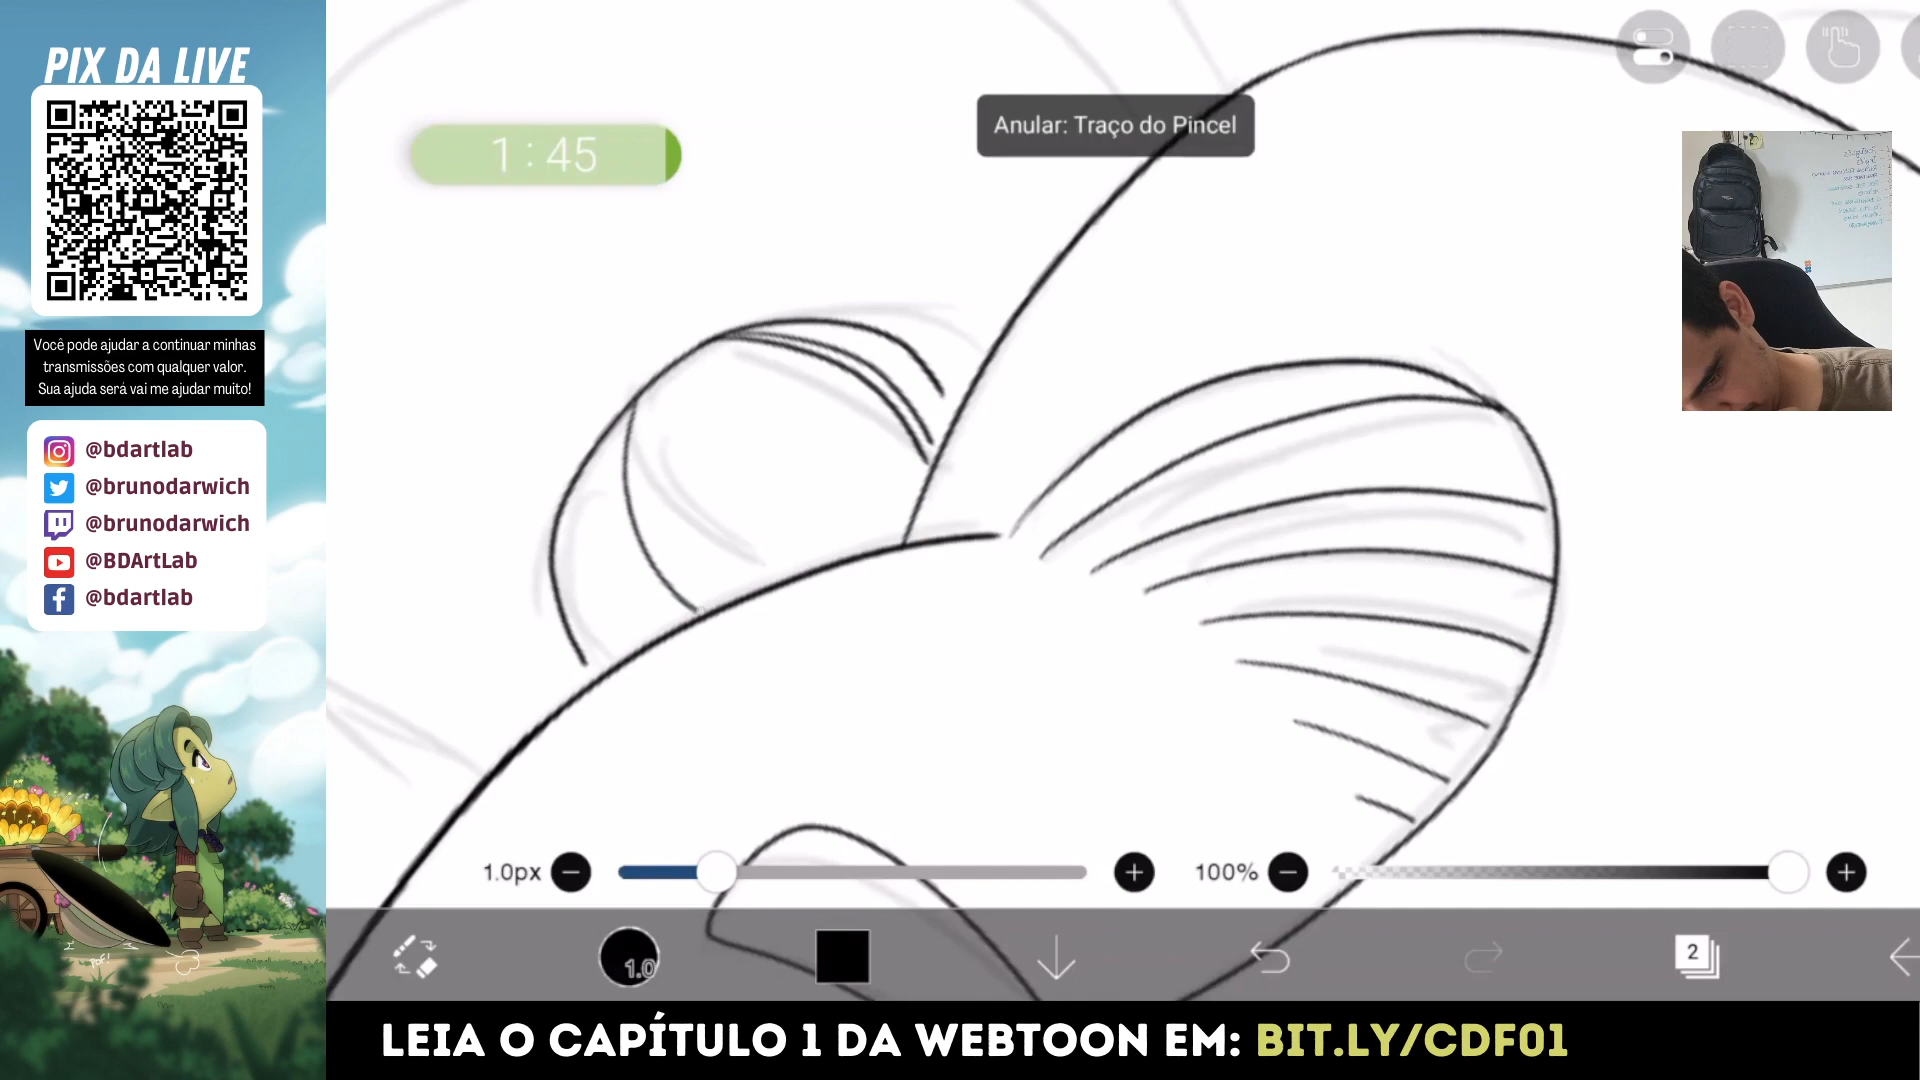 PIX DA LIVE
Você pode ajudar a continuar minhas
transmissões com qualquer valor.
Sua ajuda será vai me ajudar muito!
@bdartlab
@brunodarwich
@brunodarwich
@BDArtLab
@bdartlab
POF!
1:45
Anular: Traço do Pincel
1.0px
100%
1.0
2
LEIA O CAPÍTULO 1 DA WEBTOON EM: BIT.LY/CDF01